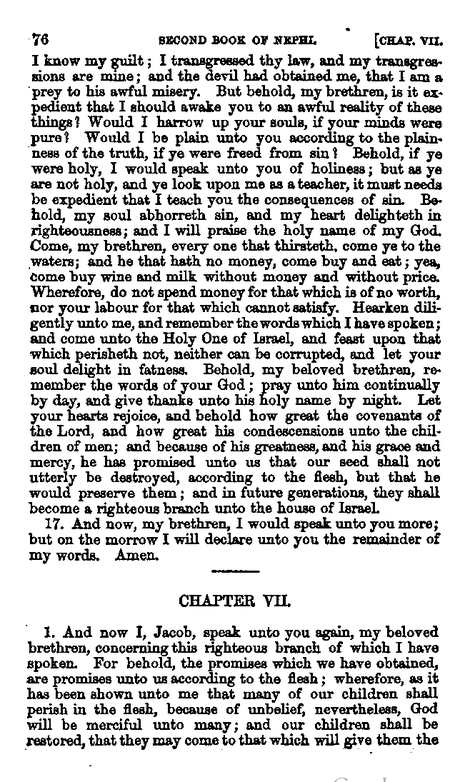 76 SECOND BOOK OF NEPHI. [CHAP. VII.
I know my guilt; I transgressed thy law, and my transgres-
sions are mine; and the devil had obtained me, that I am a
prey to his awful misery. But behold, my brethren, is it ex-
pedient that I should awake you to an awful reality of these
things? Would I harrow up your souls, if your minds were
pure? Would I be plain unto you according to the plain-
ness of the truth, if ye were freed from sin? Behold, if ye
were holy, I would speak unto you of holiness; but as ye
are not holy, and ye look upon me as a teacher, it must needs
be expedient that I teach you the consequences of sin. Be-
hold, my soul abhorreth sin, and my heart delighteth in
righteousness; and I will praise the holy name of my God.
Come, my brethren, every one that thirsteth, come ye to the
waters; and he that hath no money, come buy and eat; yea,
come buy wine and milk without money and without price.
Wherefore, do not spend money for that which is of no worth,
nor your labour for that which cannot satisfy. Hearken dili-
gently unto me, and remember the words which I have spoken;
and come unto the Holy One of Israel, and feast upon that
which perisheth not, neither can be corrupted, and let your
soul delight in fatness. Behold, my beloved brethren, re-
member the words of your God; pray unto him continually
by day, and give thanks unto his holy name by night. Let
your hearts rejoice, and behold how great the covenants of
the Lord, and how great his condescensions unto the chil-
dren of men; and because of his greatness, and his grace and
mercy, he has promised unto us that our seed shall not
utterly be destroyed, according to the flesh, but that he
would preserve them; and in future generations, they shall
become a righteous branch unto the house of Israel.
17. And now, my brethren, I would speak unto you more;
but on the morrow I will declare unto you the remainder of
my words. Amen.
CHAPTER VII.
1. And now I, Jacob, speak unto you again, my beloved
brethren, concerning this righteous branch of which I have
spoken. For behold, the promises which we have obtained,
are promises unto us according to the flesh; wherefore, as it
has been shown unto me that many of our children shall
perish in the flesh, because of unbelief, nevertheless, God
will be merciful unto many; and our children shall be
restored, that they may come to that which will give them the